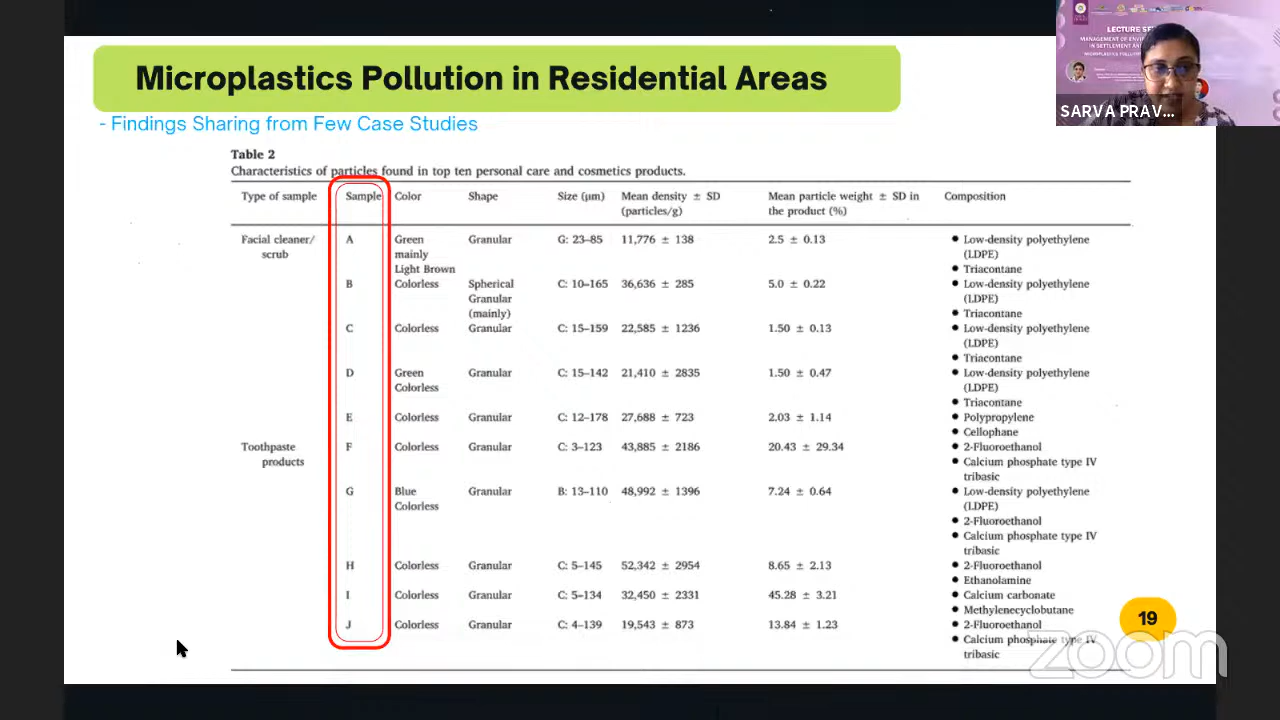 Microplastics Pollution in Residential Areas
- Findings Sharing from Few Case Studies
LECTURE
SARVA PRAV...
Table 2
Characteristics of particles found in top ten personal care and cosmetics products.
Type of sample Sample Color Shape Size (μm) Mean density ± SD (particles/g) Mean particle weight ± SD in the product (%) Composition
Facial cleaner/ scrub A Green mainly Light Brown Granular G: 23–85 11,776 ± 138 2.5 ± 0.13 • Low-density polyethylene (LDPE) • Triacontane
B Colorless Spherical Granular (mainly) C: 10–165 36,636 ± 285 5.0 ± 0.22 • Low-density polyethylene (LDPE) • Triacontane
C Colorless Granular C: 15–159 22,585 ± 1236 1.50 ± 0.13 • Low-density polyethylene (LDPE) • Triacontane
D Green Colorless Granular C: 15–142 21,410 ± 2835 1.50 ± 0.47 • Low-density polyethylene (LDPE) • Triacontane
E Colorless Granular C: 12–178 27,688 ± 723 2.03 ± 1.14 • Polypropylene • Cellophane
Toothpaste products F Colorless Granular C: 3–123 43,885 ± 2186 20.43 ± 29.34 • 2-Fluoroethanol • Calcium phosphate type IV tribasic
G Blue Colorless Granular B: 13–110 48,992 ± 1396 7.24 ± 0.64 • Low-density polyethylene (LDPE) • 2-Fluoroethanol • Calcium phosphate type IV tribasic
H Colorless Granular C: 5–145 52,342 ± 2954 8.65 ± 2.13 • 2-Fluoroethanol • Ethanolamine
I Colorless Granular C: 5–134 32,450 ± 2331 45.28 ± 3.21 • Calcium carbonate • Methylenecyclobutane
J Colorless Granular C: 4–139 19,543 ± 873 13.84 ± 1.23 • 2-Fluoroethanol • Calcium phosphate type IV tribasic
19
zoom